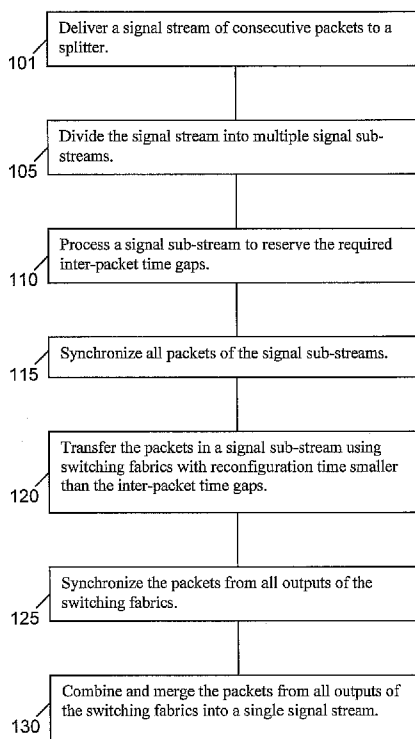 Deliver a signal stream of consecutive packets to a
splitter.
101
Divide the signal stream into multiple signal sub-
streams.
105
Process a signal sub-stream to reserve the required
inter-packet time gaps.
110
Synchronize all packets of the signal sub-streams.
115
Transfer the packets in a signal sub-stream using
switching fabrics with reconfiguration time smaller
than the inter-packet time gaps.
120
Synchronize the packets from all outputs of the
switching fabrics.
125
Combine and merge the packets from all outputs of
the switching fabrics into a single signal stream.
130